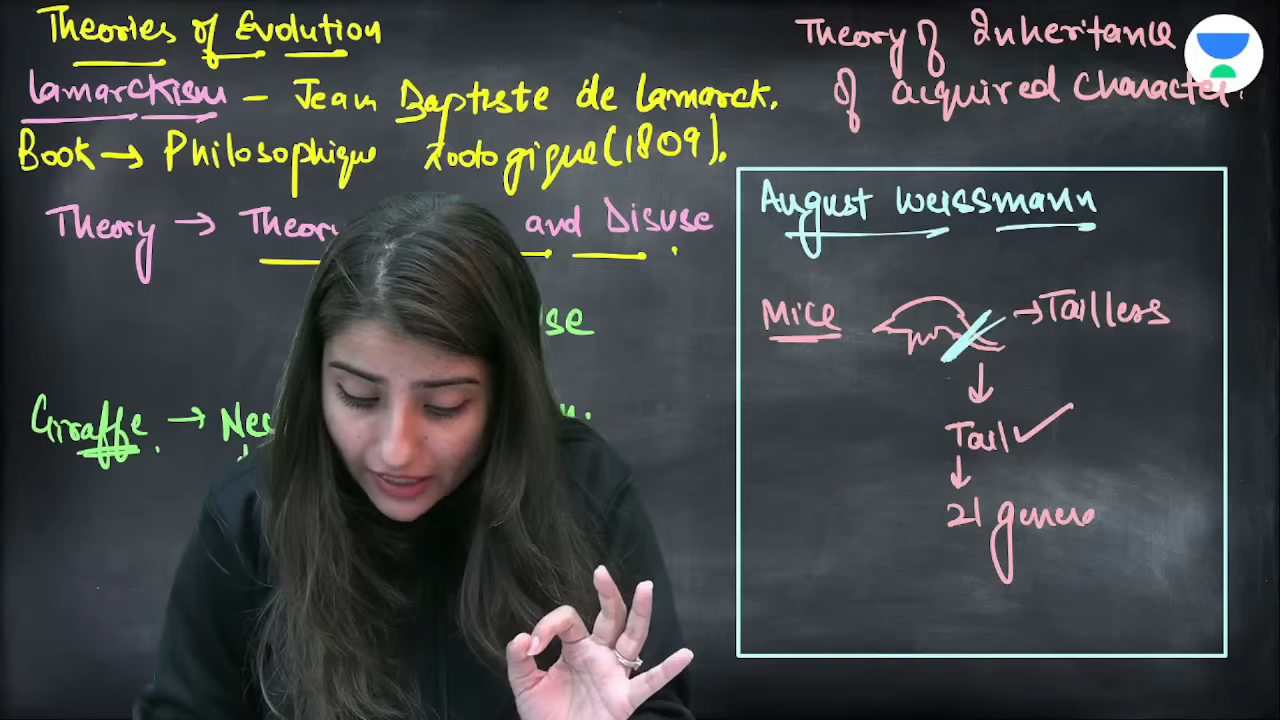 Theories of Evolution
Lamarckism – Jean Baptiste de Lamarck.
Book → Philosophique Zoologique (1809).
Theory → Theor and Disuse
se
Giraffe. → Nec
Theory of Inheritance
of acquired character.
August Weissmann
Mice → Tailless
↓
Tail ✓
↓
21 genera